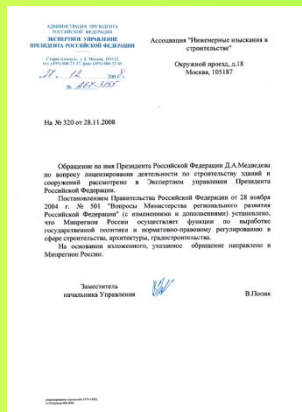 АДМИНИСТРАЦИЯ ПРЕЗИДЕНТА
РОССИЙСКОЙ ФЕДЕРАЦИИ
ЭКСПЕРТНОЕ УПРАВЛЕНИЕ
ПРЕЗИДЕНТА РОССИЙСКОЙ ФЕДЕРАЦИИ
Ассоциация "Инженерные изыскания в
строительстве"
Окружной проезд, д.18
Москва, 105187
12 2008
На № 320 от 28.11.2008
Обращение на имя Президента Российской Федерации Д.А.Медведева
по вопросу лицензирования деятельности по строительству зданий и
сооружений рассмотрено в Экспертном управлении Президента
Российской Федерации.
Постановлением Правительства Российской Федерации от 28 ноября
2004 г. № 501 "Вопросы Министерства регионального развития
Российской Федерации" (с изменениями и дополнениями) установлено,
что Минрегион России осуществляет функции по выработке
государственной политики и нормативно-правовому регулированию в
сфере строительства, архитектуры, градостроительства.
На основании изложенного, указанное обращение направлено в
Минрегион России.
Заместитель
начальника Управления
В.Попик